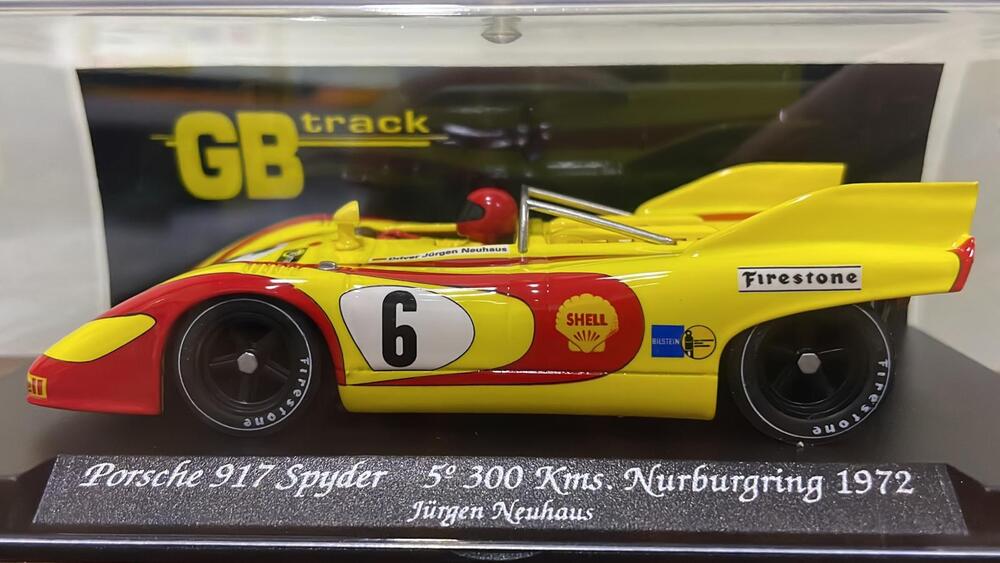 GB track
Driver Jürgen Neuhaus
6
SHELL
Firestone
BILSTEIN
Firestone
Firestone
Porsche 917 Spyder 5º 300 Kms. Nurburgring 1972
Jürgen Neuhaus